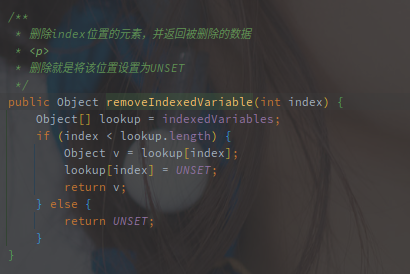 /**
 * 删除index位置的元素，并返回被删除的数据
 * <p>
 * 删除就是将该位置设置为UNSET
 */
public Object removeIndexedVariable(int index) {
    Object[] lookup = indexedVariables;
    if (index < lookup.length) {
        Object v = lookup[index];
        lookup[index] = UNSET;
        return v;
    } else {
        return UNSET;
    }
}